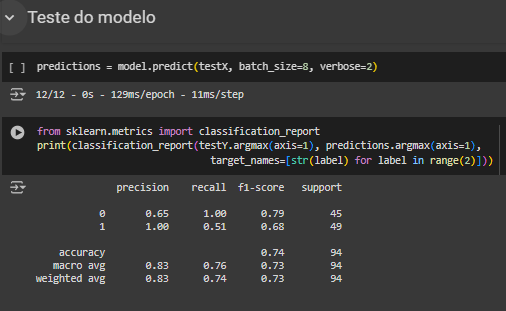 Teste do modelo
[ ] predictions = model.predict(testX, batch_size=8, verbose=2)
12/12 - 0s - 129ms/epoch - 11ms/step
from sklearn.metrics import classification_report
print(classification_report(testY.argmax(axis=1), predictions.argmax(axis=1),
target_names=[str(label) for label in range(2)]))
precision recall f1-score support
0 0.65 1.00 0.79 45
1 1.00 0.51 0.68 49
accuracy 0.74 94
macro avg 0.83 0.76 0.73 94
weighted avg 0.83 0.74 0.73 94